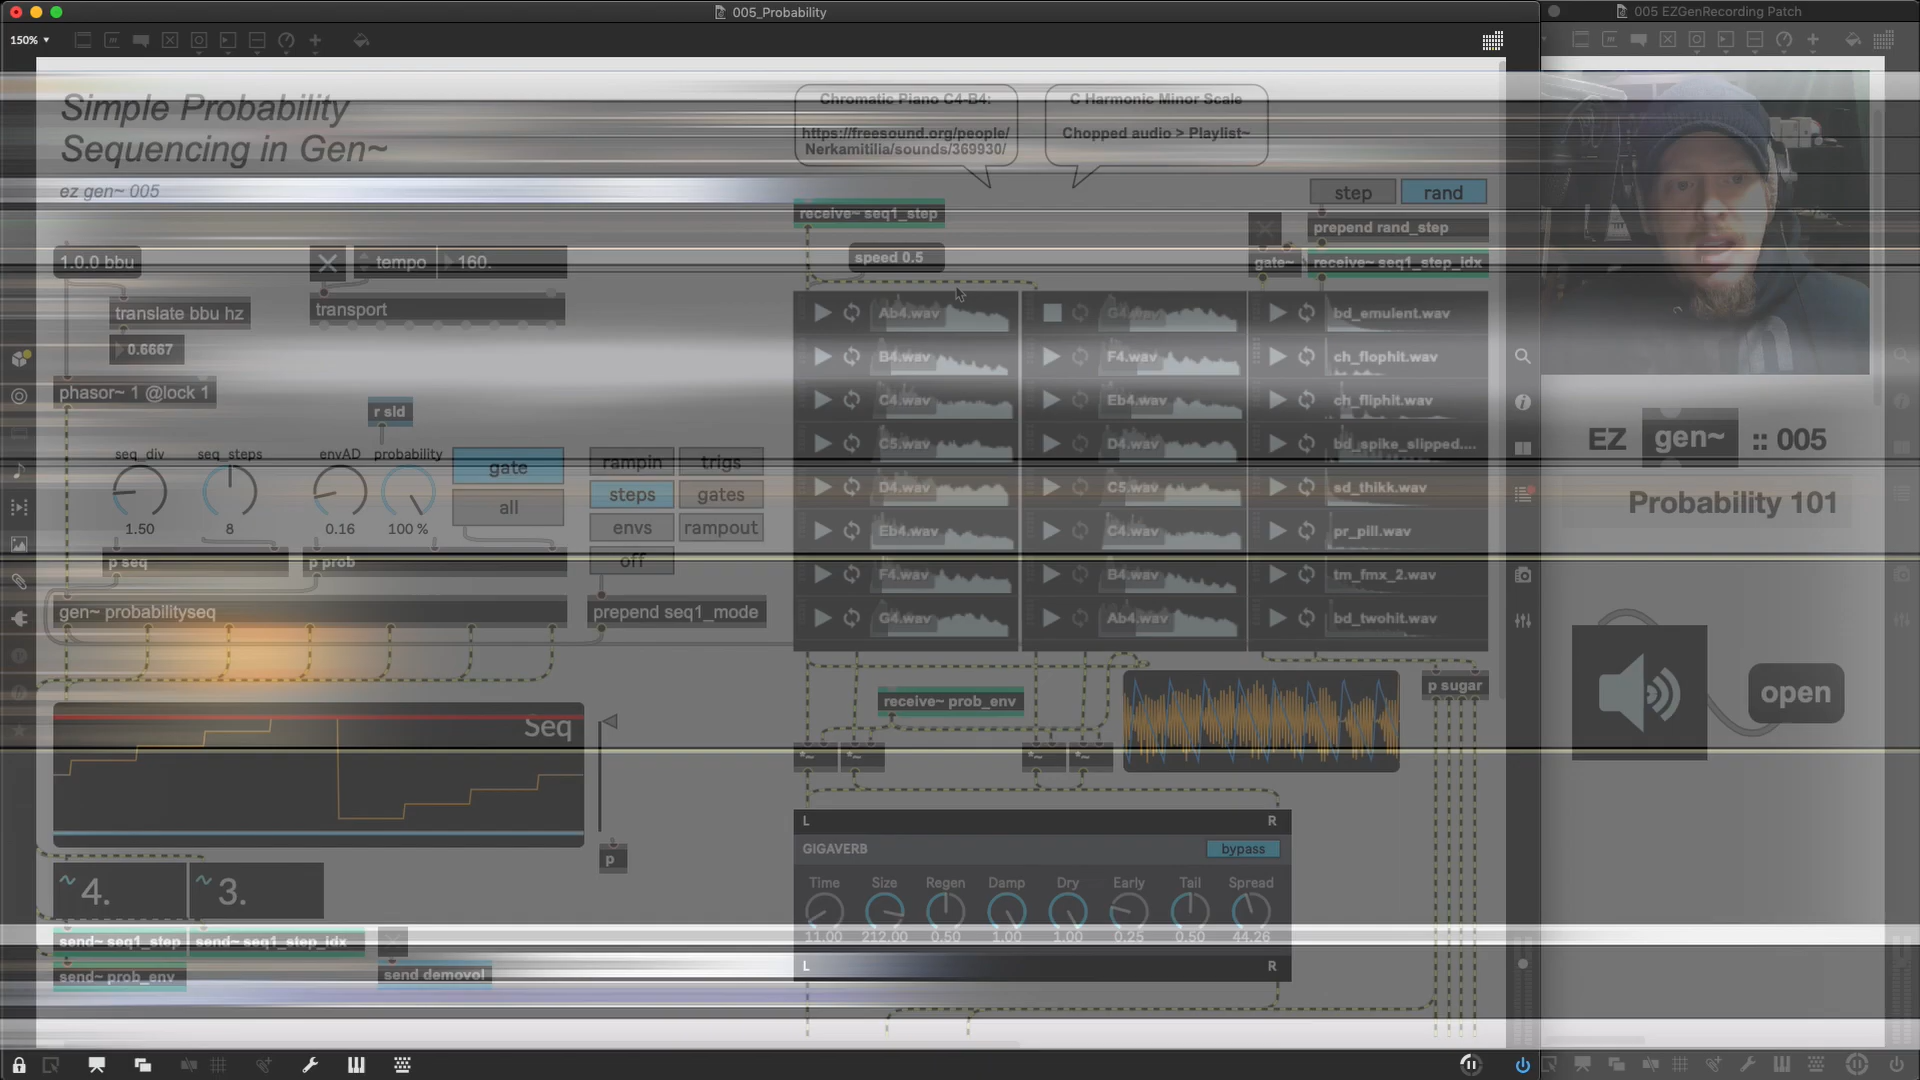 005_Probability
005 EZGenRecording Patch
150%
Simple Probability
Sequencing in Gen~
ez gen~ 005
Chromatic Piano C4-B4:
https://freesound.org/people/
Nerkamitilia/sounds/369930/
C Harmonic Minor Scale
Chopped audio > Playlist~
step
rand
receive~ seq1_step
prepend rand_step
speed 0.5
gate~
receive~ seq1_step_idx
1.0.0 bbu
tempo
160.
translate bbu hz
transport
0.6667
phasor~ 1 @lock 1
r sld
seq_div
seq_steps
envAD
probability
1.50
8
0.16
100 %
gate
all
rampin
trigs
steps
gates
envs
rampout
off
p seq
p prob
gen~ probabilityseq
prepend seq1_mode
Ab4.wav
B4.wav
C4.wav
C5.wav
D4.wav
Eb4.wav
F4.wav
G4.wav
G4.wav
F4.wav
Eb4.wav
D4.wav
C5.wav
C4.wav
B4.wav
Ab4.wav
bd_emulent.wav
ch_flophit.wav
ch_fliphit.wav
bd_spike_slipped....
sd_thikk.wav
pr_pill.wav
tm_fmx_2.wav
bd_twohit.wav
EZ gen~ :: 005
Probability 101
open
Seq
p
receive~ prob_env
p sugar
*~
*~
*~
*~
L
R
GIGAVERB
bypass
Time
Size
Regen
Damp
Dry
Early
Tail
Spread
11.00
212.00
0.50
1.00
1.00
0.25
0.50
44.26
L
R
4.
3.
send~ seq1_step
send~ seq1_step_idx
send~ prob_env
send demovol